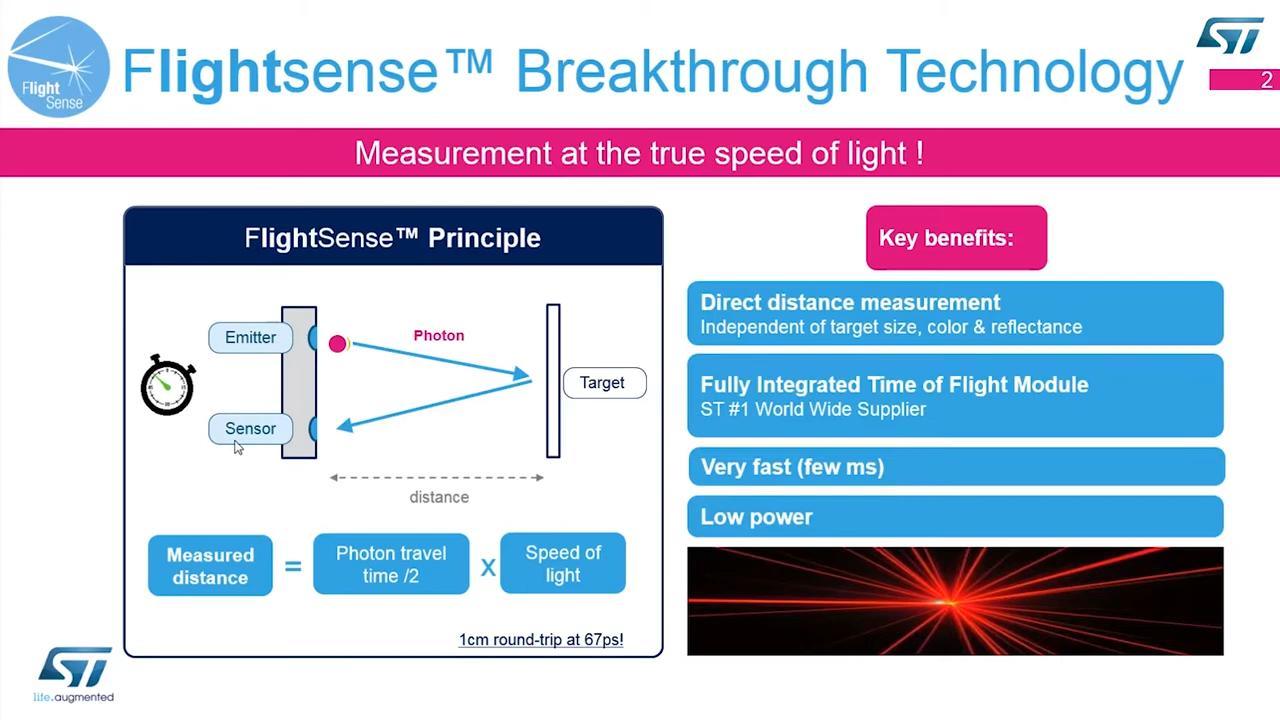 Flight
Sense
Flightsense™ Breakthrough Technology
ST
2
Measurement at the true speed of light !
FlightSense™ Principle
Emitter
Photon
Target
Sensor
distance
Measured
distance
=
Photon travel
time /2
X
Speed of
light
1cm round-trip at 67ps!
Key benefits:
Direct distance measurement
Independent of target size, color & reflectance
Fully Integrated Time of Flight Module
ST #1 World Wide Supplier
Very fast (few ms)
Low power
ST
life.augmented